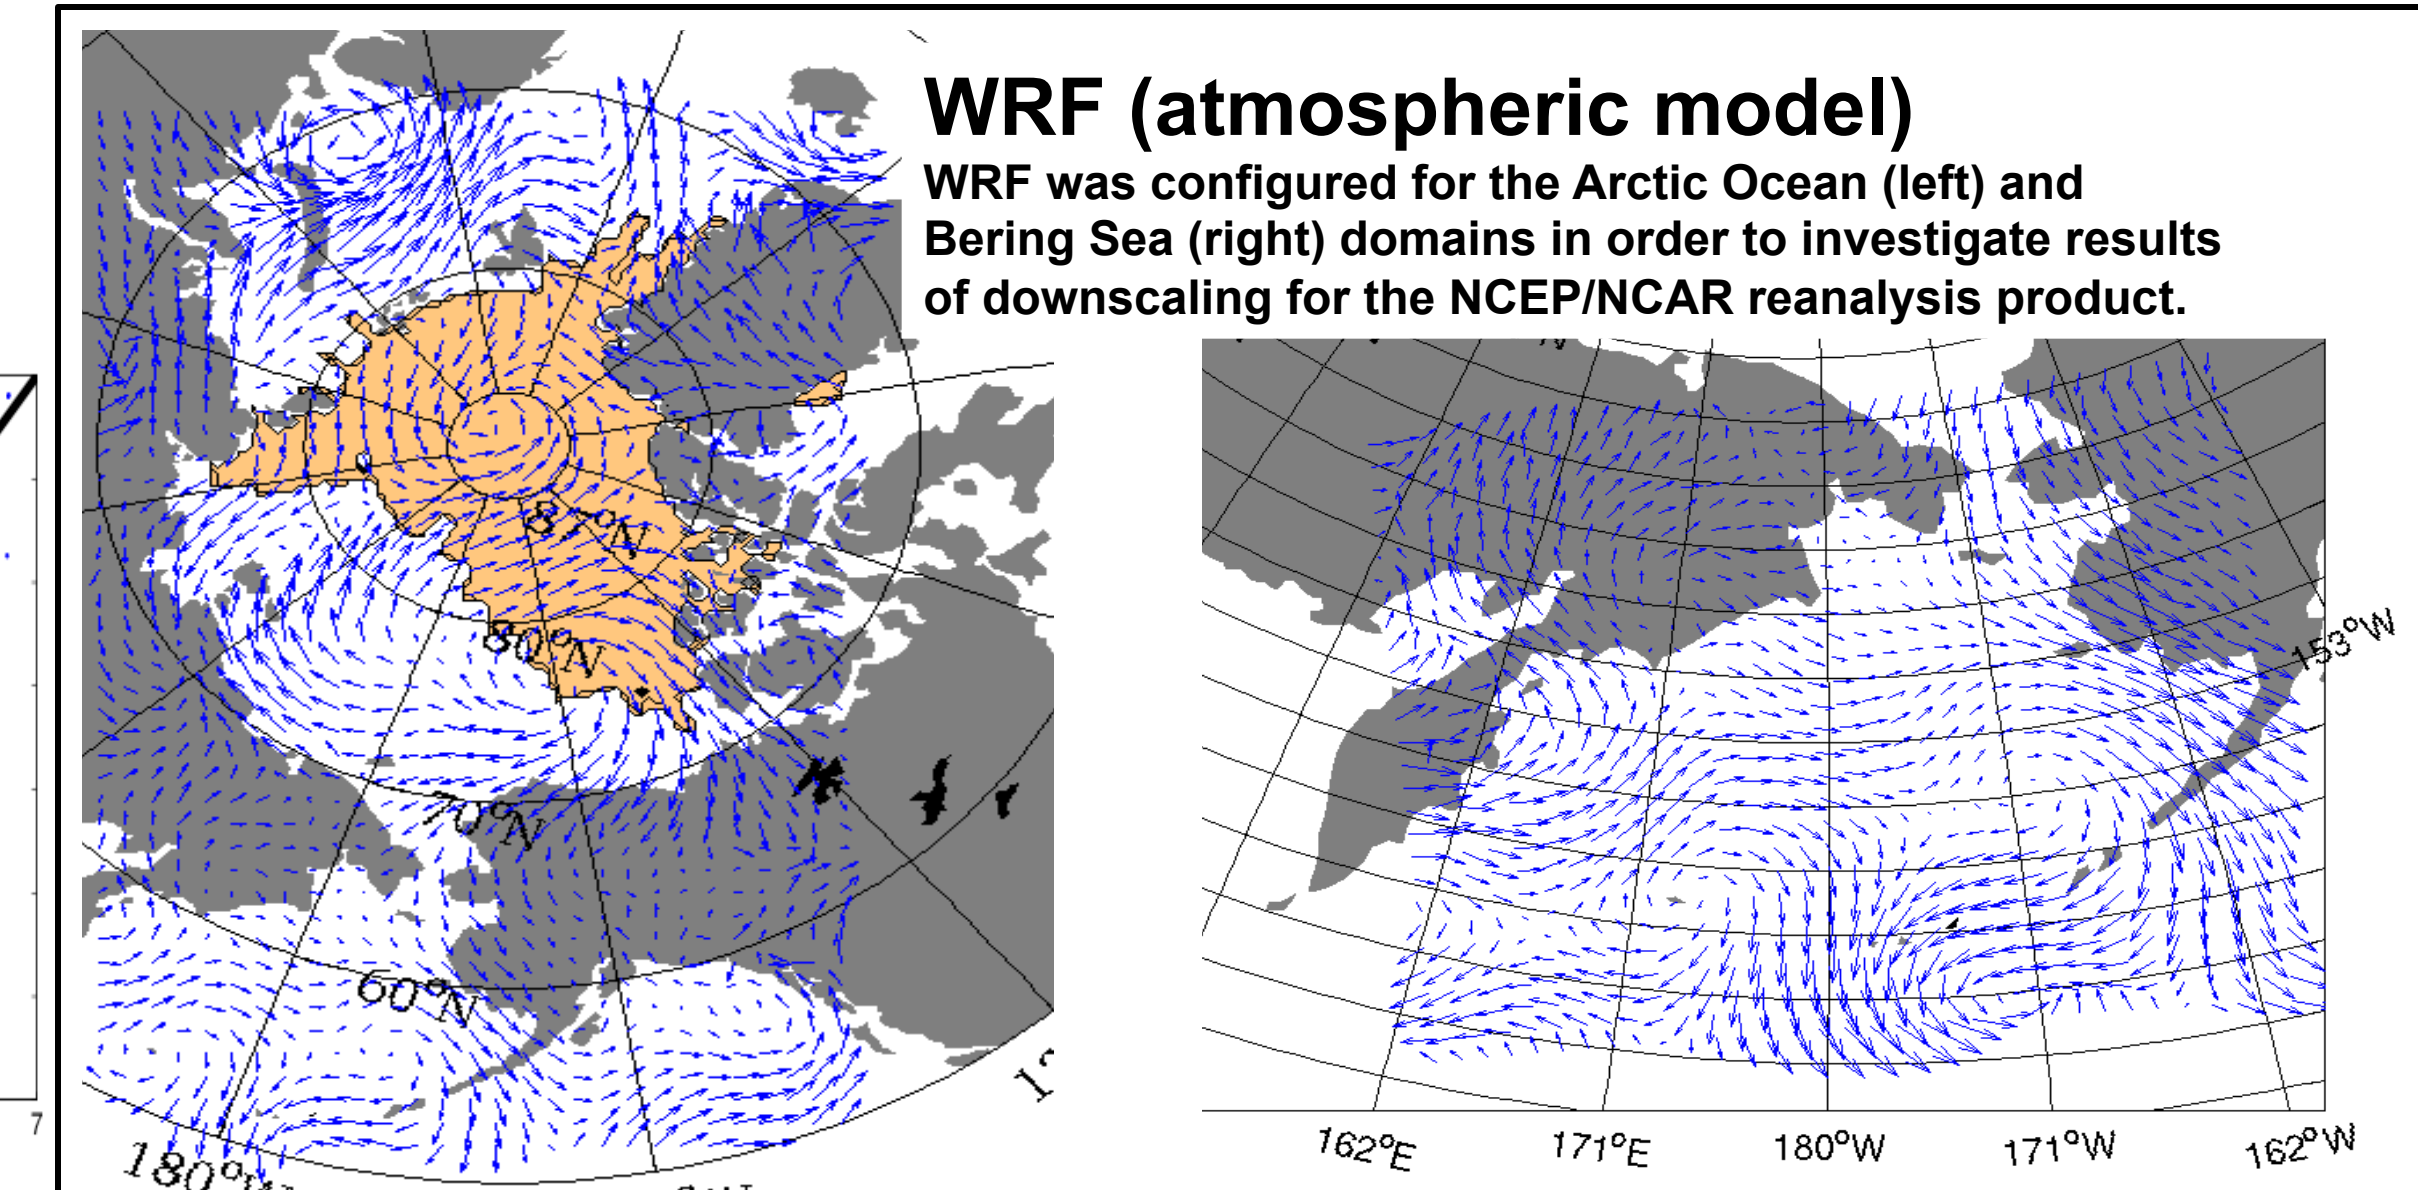 WRF (atmospheric model)
WRF was configured for the Arctic Ocean (left) and
Bering Sea (right) domains in order to investigate results
of downscaling for the NCEP/NCAR reanalysis product.
87°N
80°N
70°N
60°N
N
153°W
7
162°E
171°E
180°W
171°W
162°W